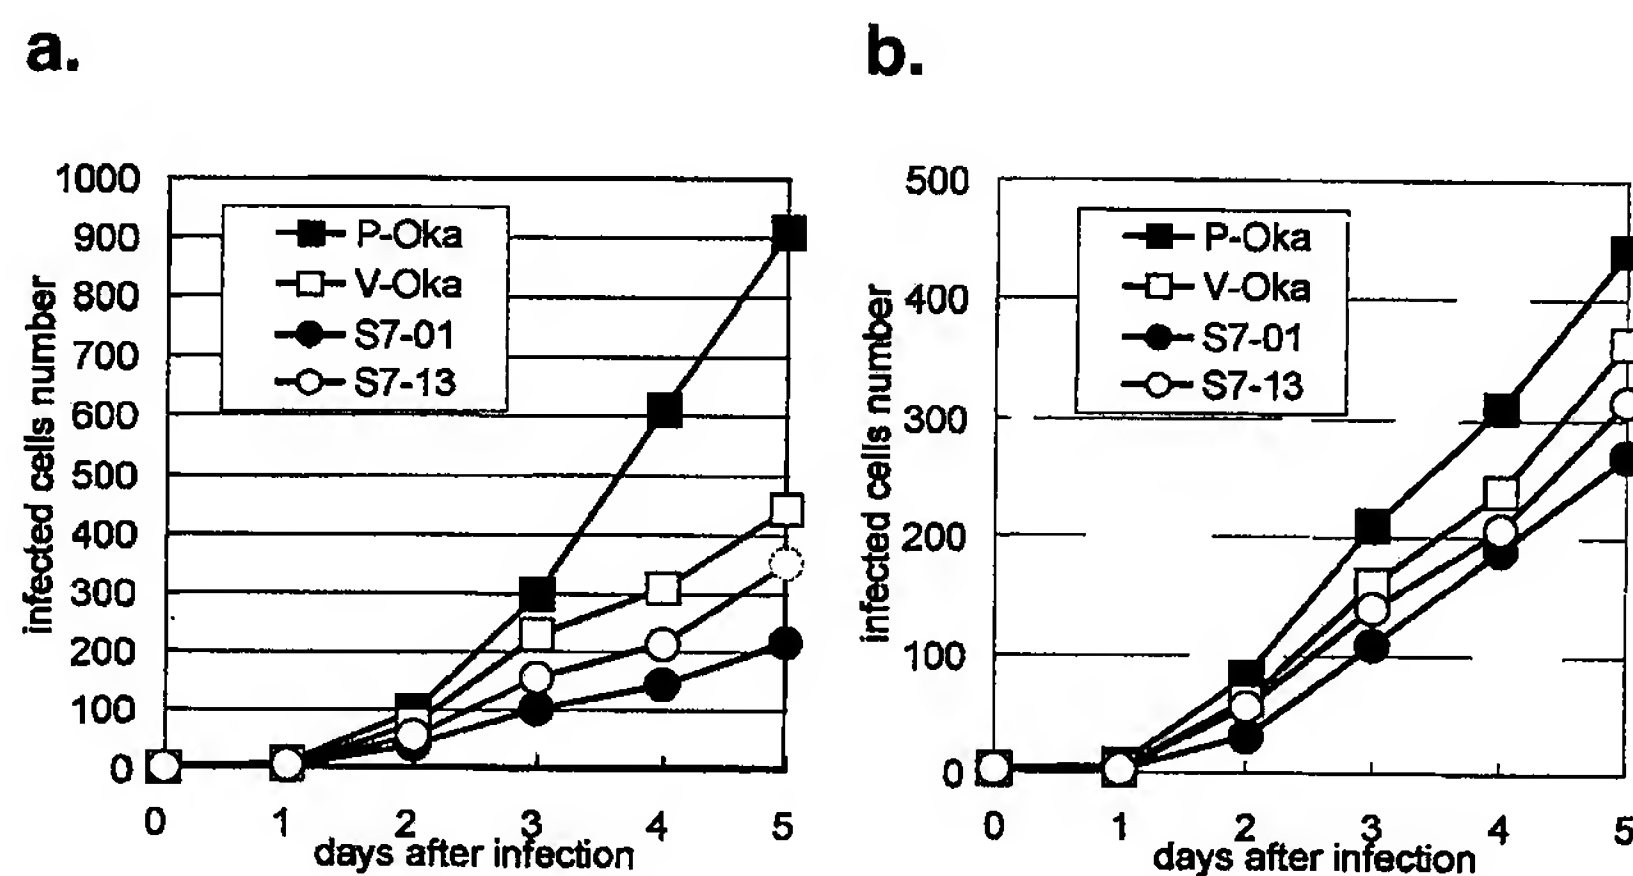 a.
1000
900
800
700
600
500
400
300
200
100
0
infected cells number
P-Oka
V-Oka
S7-01
S7-13
0 1 2 3 4 5
days after infection
b.
500
400
300
200
100
0
infected cells number
P-Oka
V-Oka
S7-01
S7-13
0 1 2 3 4 5
days after infection